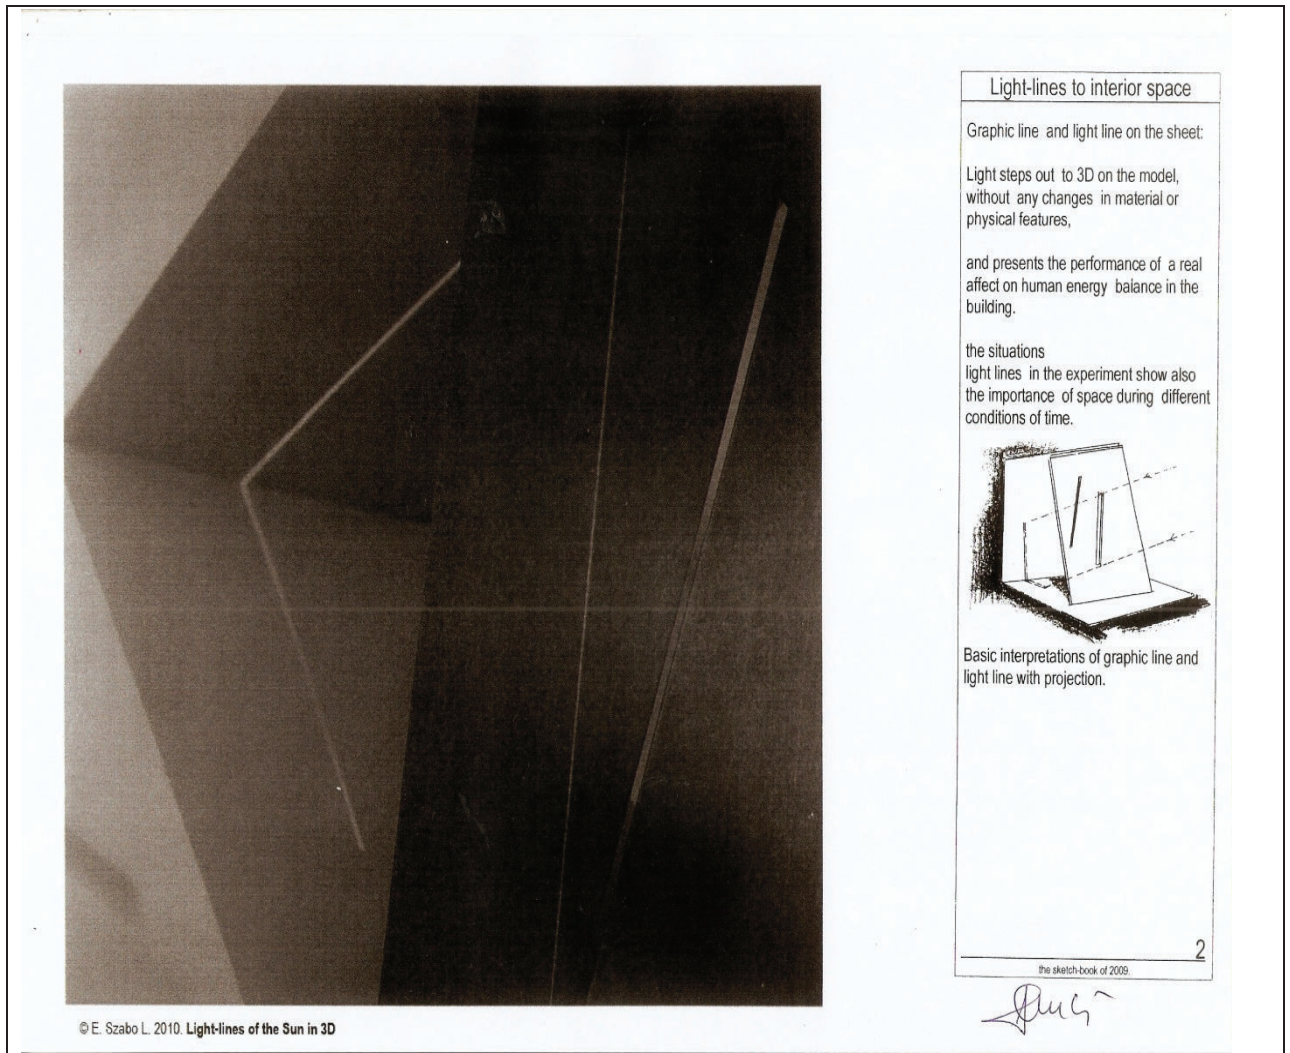 Light-lines to interior space
Graphic line and light line on the sheet:
Light steps out to 3D on the model,
without any changes in material or
physical features,
and presents the performance of a real
affect on human energy balance in the
building.
the situations
light lines in the experiment show also
the importance of space during different
conditions of time.
Basic interpretations of graphic line and
light line with projection.
2
the sketch-book of 2009.
© E. Szabo L. 2010. Light-lines of the Sun in 3D